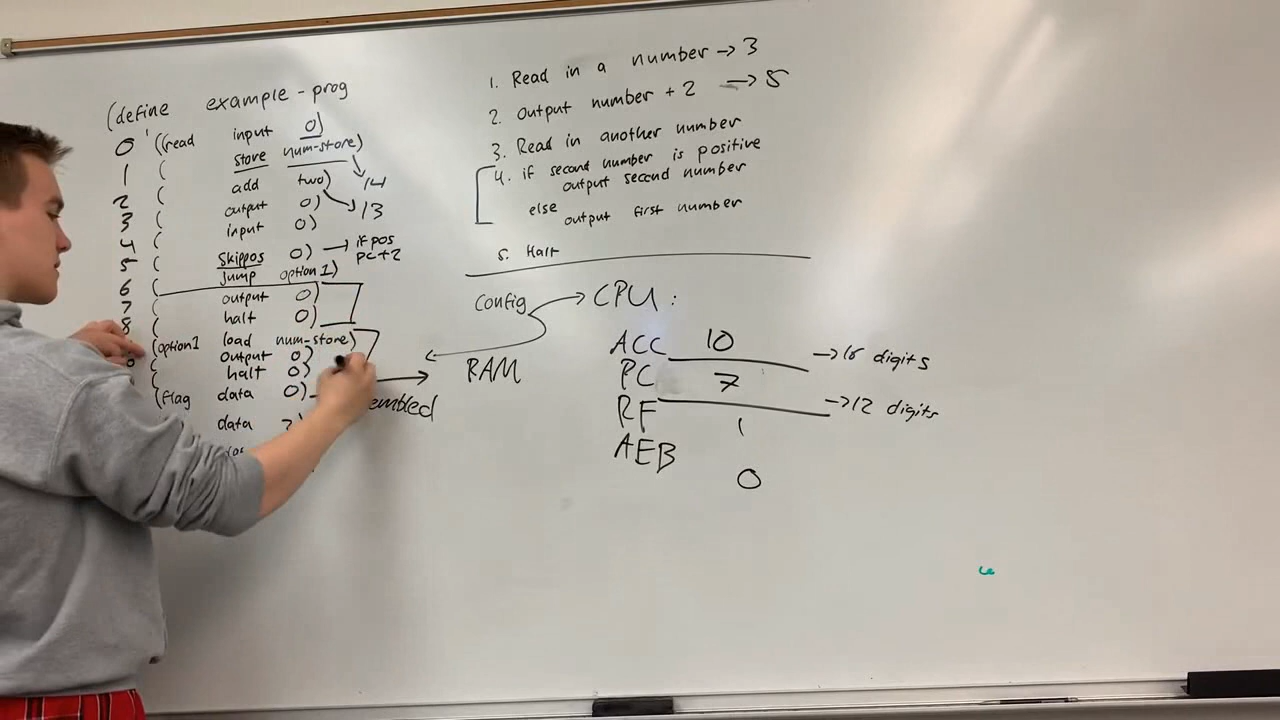 (define example-prog
0 '((read input 0)
1 ( store num-store)
2 ( add two) 14
3 ( output 0) 13
4 ( input 0)
5 ( skippos 0) → if pos pc+2
6 ( jump option1)
7 ( output 0)
8 ( halt 0)
(option1 load num-store)
output 0)
( halt 0)
(flag data 0)
data
1. Read in a number → 3
2. output number + 2 → 5
3. Read in another number
4. if second number is positive
output second number
else
output first number
5. Halt
Config
CPU:
RAM
ACC 10 → 16 digits
PC 7
RF 1 → 12 digits
AEB 0